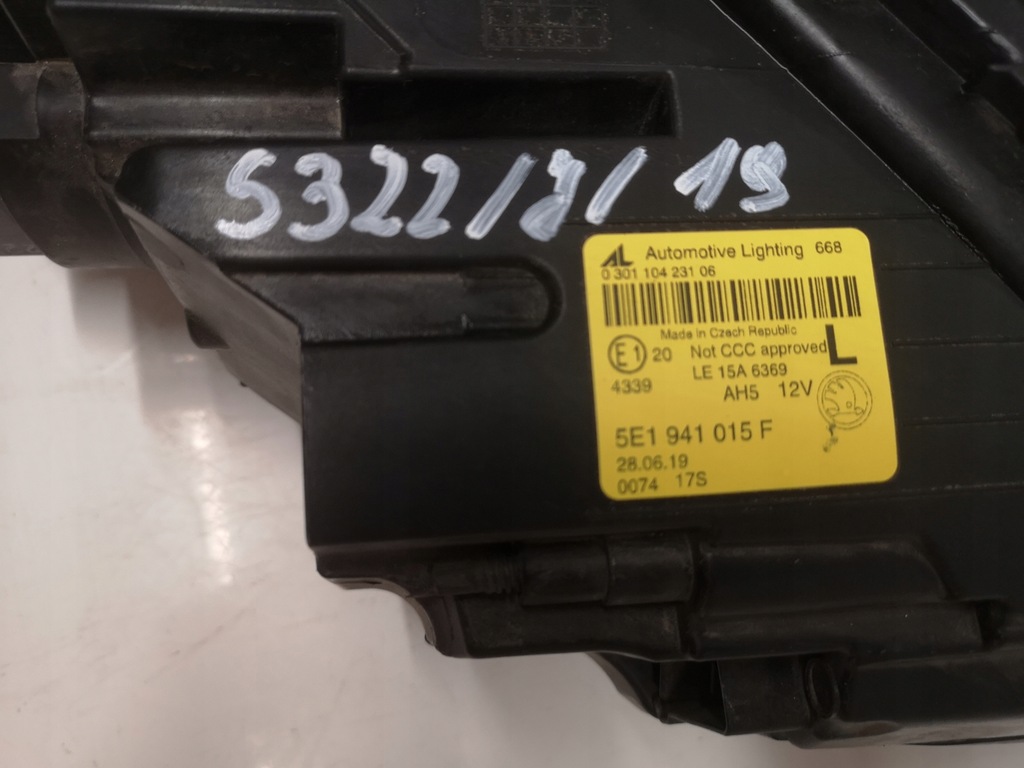 5322/7/19
AL Automotive Lighting 668
0 301 104 231 06
Made in Czech Republic
E1 20 Not CCC approved L
LE 15A 6369
4339 AH5 12V
5E1 941 015 F
28.06.19
0074 17S